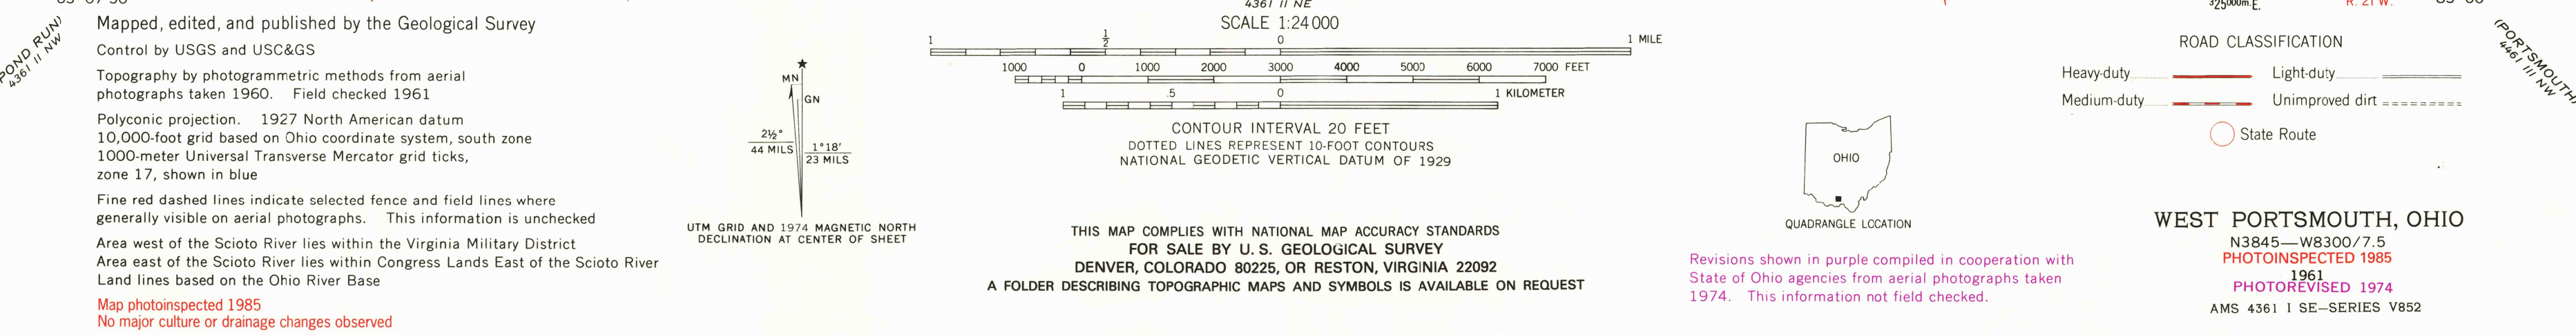 Mapped, edited, and published by the Geological Survey
Control by USGS and USC&GS
Topography by photogrammetric methods from aerial
photographs taken 1960. Field checked 1961
Polyconic projection. 1927 North American datum
10,000-foot grid based on Ohio coordinate system, south zone
1000-meter Universal Transverse Mercator grid ticks,
zone 17, shown in blue
Fine red dashed lines indicate selected fence and field lines where
generally visible on aerial photographs. This information is unchecked
Area west of the Scioto River lies within the Virginia Military District
Area east of the Scioto River lies within Congress Lands East of the Scioto River
Land lines based on the Ohio River Base
Map photoinspected 1985
No major culture or drainage changes observed
POND RUN)
4361 II NW
MN
GN
2½°
44 MILS
1°18′
23 MILS
UTM GRID AND 1974 MAGNETIC NORTH
DECLINATION AT CENTER OF SHEET
4361 II NE
SCALE 1:24 000
1 ½ 0 1 MILE
1000 0 1000 2000 3000 4000 5000 6000 7000 FEET
1 .5 0 1 KILOMETER
CONTOUR INTERVAL 20 FEET
DOTTED LINES REPRESENT 10-FOOT CONTOURS
NATIONAL GEODETIC VERTICAL DATUM OF 1929
THIS MAP COMPLIES WITH NATIONAL MAP ACCURACY STANDARDS
FOR SALE BY U. S. GEOLOGICAL SURVEY
DENVER, COLORADO 80225, OR RESTON, VIRGINIA 22092
A FOLDER DESCRIBING TOPOGRAPHIC MAPS AND SYMBOLS IS AVAILABLE ON REQUEST
OHIO
QUADRANGLE LOCATION
Revisions shown in purple compiled in cooperation with
State of Ohio agencies from aerial photographs taken
1974. This information not field checked.
325000m.E.
R. 21 W.
ROAD CLASSIFICATION
Heavy-duty Light-duty
Medium-duty Unimproved dirt
State Route
(PORTSMOUTH)
4461 III NW
WEST PORTSMOUTH, OHIO
N3845—W8300/7.5
PHOTOINSPECTED 1985
1961
PHOTOREVISED 1974
AMS 4361 I SE—SERIES V852